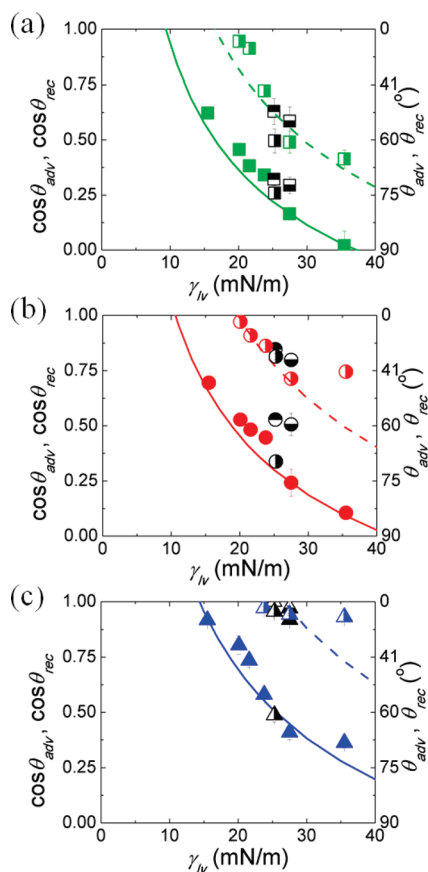 (a)
1.00
0.75
0.50
0.25
0.00
cosθadv, cosθrec
0
41
60
75
90
θadv, θrec (°)
0 10 20 30 40
γlv (mN/m)
(b)
1.00
0.75
0.50
0.25
0.00
cosθadv, cosθrec
0
41
60
75
90
θadv, θrec (°)
0 10 20 30 40
γlv (mN/m)
(c)
1.00
0.75
0.50
0.25
0.00
cosθadv, cosθrec
0
41
60
75
90
θadv, θrec (°)
0 10 20 30 40
γlv (mN/m)